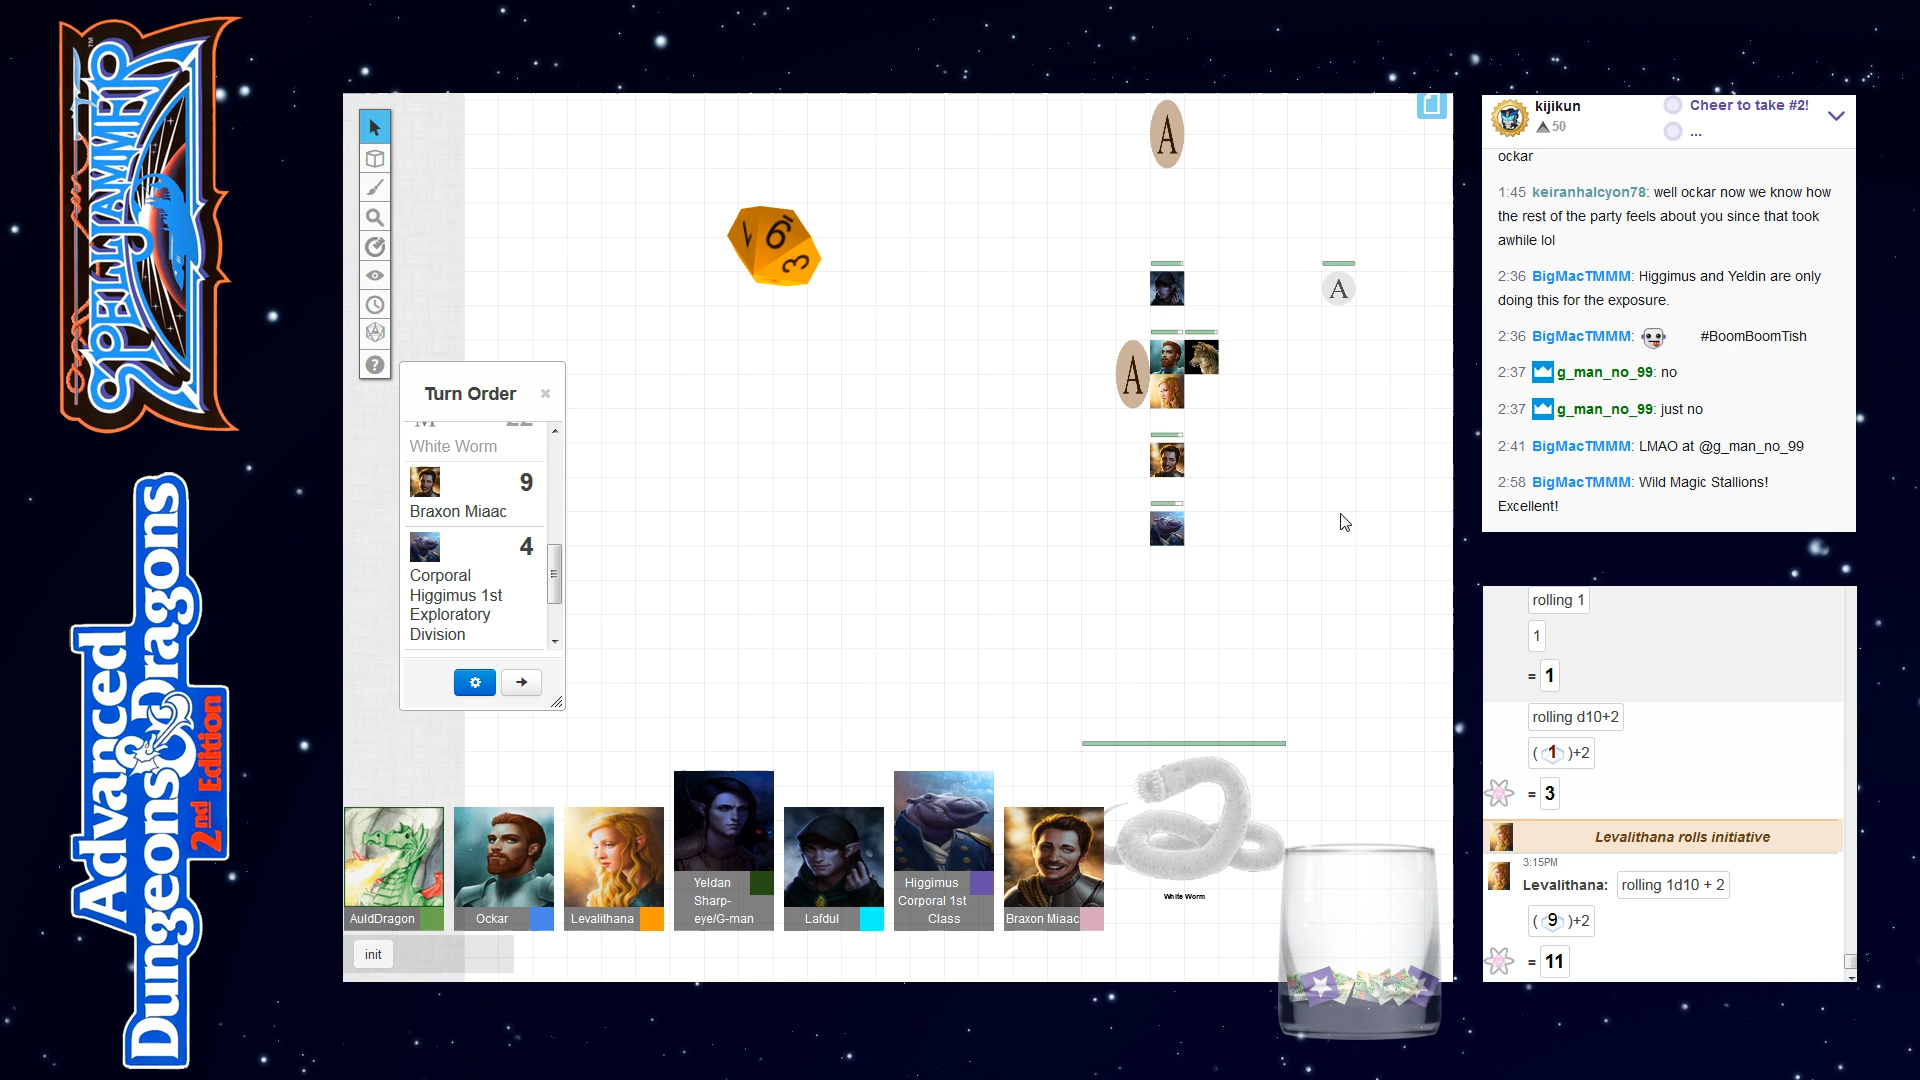 SPELLJAMMER
TM
Advanced
Dungeons & Dragons
2nd Edition
Turn Order
White Worm
9
Braxon Miaac
4
Corporal
Higgimus 1st
Exploratory
Division
1
9
3
A
A
A
AuldDragon
Ockar
Levalithana
Yeldan
Sharp-
eye/G-man
Lafdul
Higgimus
Corporal 1st
Class
Braxon Miaac
White Worm
init
kijikun
50
Cheer to take #2!
...
ockar
1:45 keiranhalcyon78: well ockar now we know how
the rest of the party feels about you since that took
awhile lol
2:36 BigMacTMMM: Higgimus and Yeldin are only
doing this for the exposure.
2:36 BigMacTMMM: #BoomBoomTish
2:37 g_man_no_99: no
2:37 g_man_no_99: just no
2:41 BigMacTMMM: LMAO at @g_man_no_99
2:58 BigMacTMMM: Wild Magic Stallions!
Excellent!
rolling 1
1
= 1
rolling d10+2
( 1 )+2
= 3
Levalithana rolls initiative
3:15PM
Levalithana: rolling 1d10 + 2
( 9 )+2
= 11